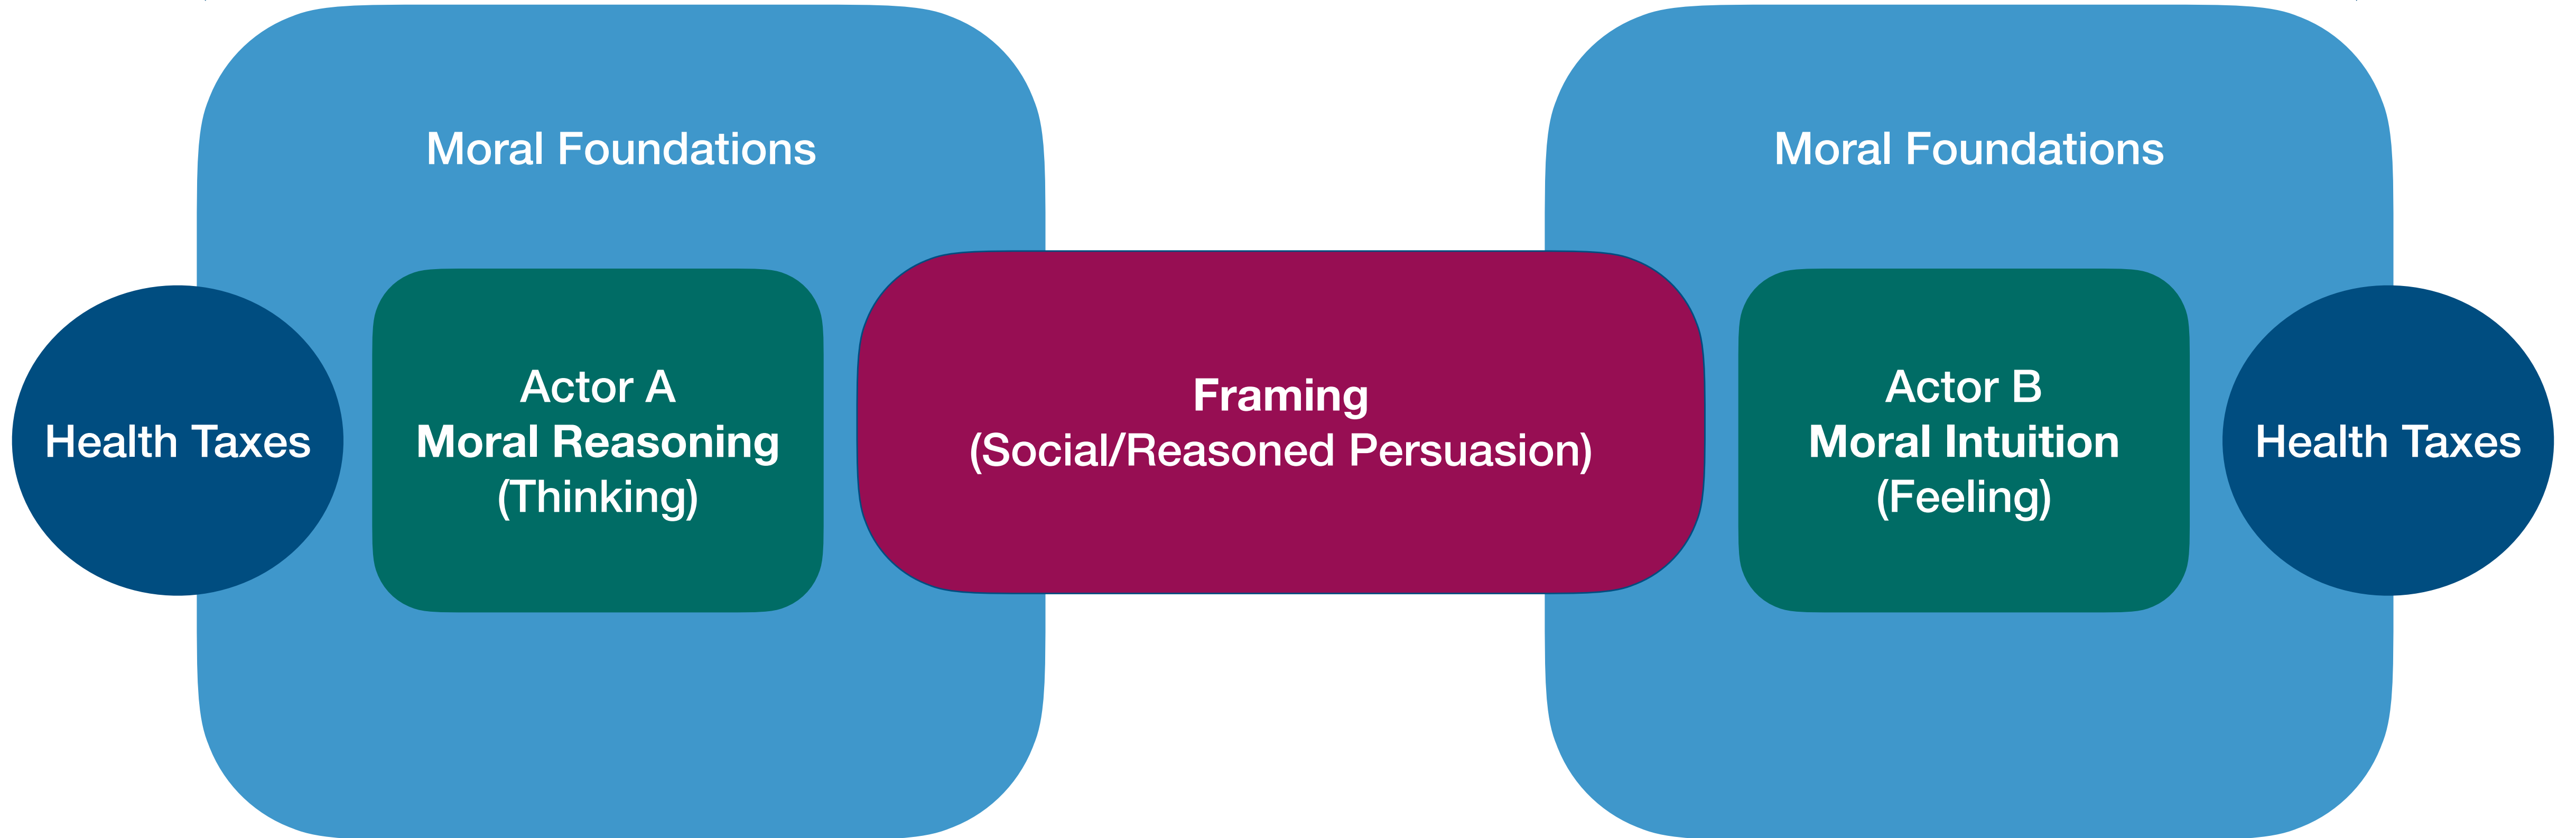 Moral Foundations
Moral Foundations
Health Taxes
Actor A
Moral Reasoning
(Thinking)
Framing
(Social/Reasoned Persuasion)
Actor B
Moral Intuition
(Feeling)
Health Taxes